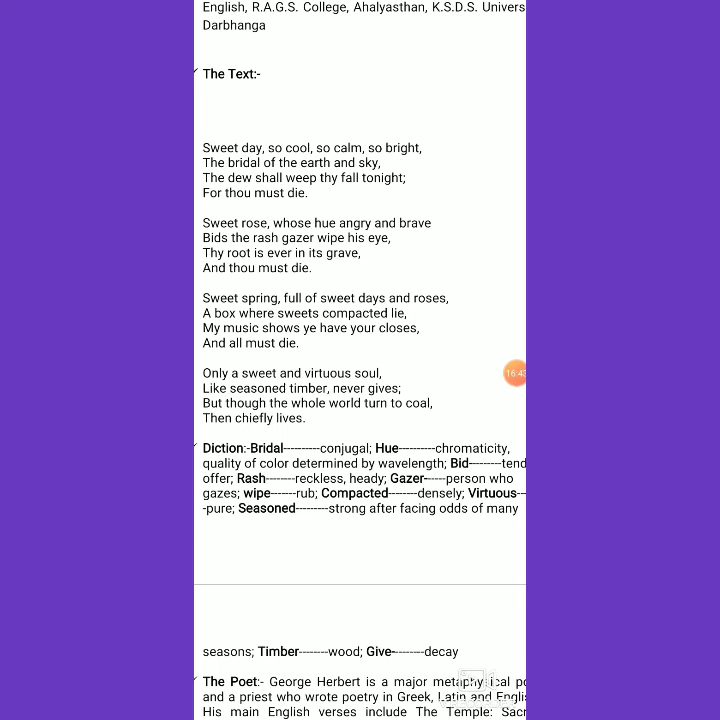 English, R.A.G.S. College, Ahalyasthan, K.S.D.S. Univers
Darbhanga
✓ The Text:-
Sweet day, so cool, so calm, so bright,
The bridal of the earth and sky,
The dew shall weep thy fall tonight;
For thou must die.
Sweet rose, whose hue angry and brave
Bids the rash gazer wipe his eye,
Thy root is ever in its grave,
And thou must die.
Sweet spring, full of sweet days and roses,
A box where sweets compacted lie,
My music shows ye have your closes,
And all must die.
Only a sweet and virtuous soul,
Like seasoned timber, never gives;
But though the whole world turn to coal,
Then chiefly lives.
16:43
✓ Diction:-Bridal----------conjugal; Hue----------chromaticity,
quality of color determined by wavelength; Bid--------tend
offer; Rash--------reckless, heady; Gazer------person who
gazes; wipe-------rub; Compacted--------densely; Virtuous---
-pure; Seasoned---------strong after facing odds of many
seasons; Timber--------wood; Give---------decay
✓ The Poet:- George Herbert is a major metaphysical po
and a priest who wrote poetry in Greek, Latin and Englis
His main English verses include The Temple: Sacr